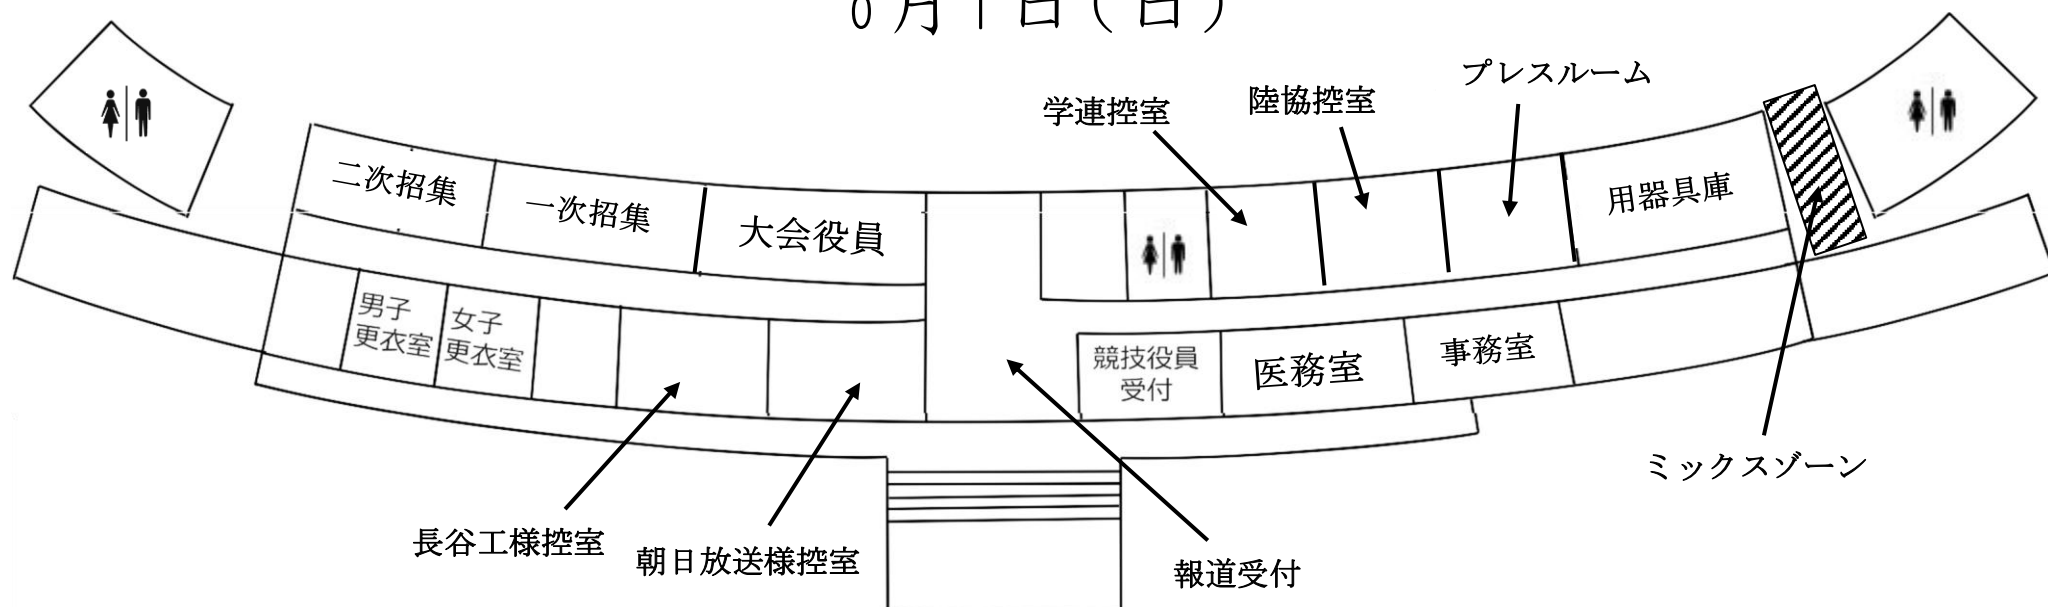 月1日(日)
プレスルーム
陸協控室
学連控室
二次招集
一次招集
大会役員
用器具庫
男子
更衣室
女子
更衣室
競技役員
受付
医務室
事務室
ミックスゾーン
長谷工様控室
朝日放送様控室
報道受付